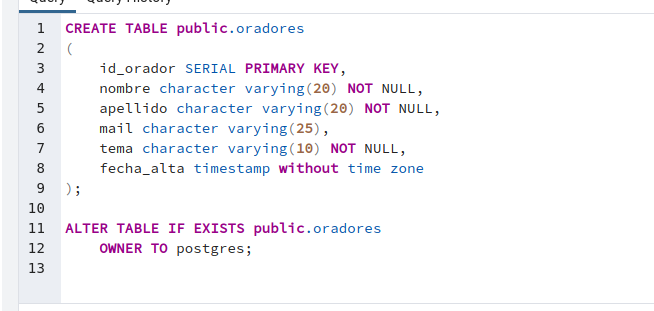 Query Query History
1 CREATE TABLE public.oradores
2 (
3     id_orador SERIAL PRIMARY KEY,
4     nombre character varying(20) NOT NULL,
5     apellido character varying(20) NOT NULL,
6     mail character varying(25),
7     tema character varying(10) NOT NULL,
8     fecha_alta timestamp without time zone
9 );
10
11 ALTER TABLE IF EXISTS public.oradores
12     OWNER TO postgres;
13